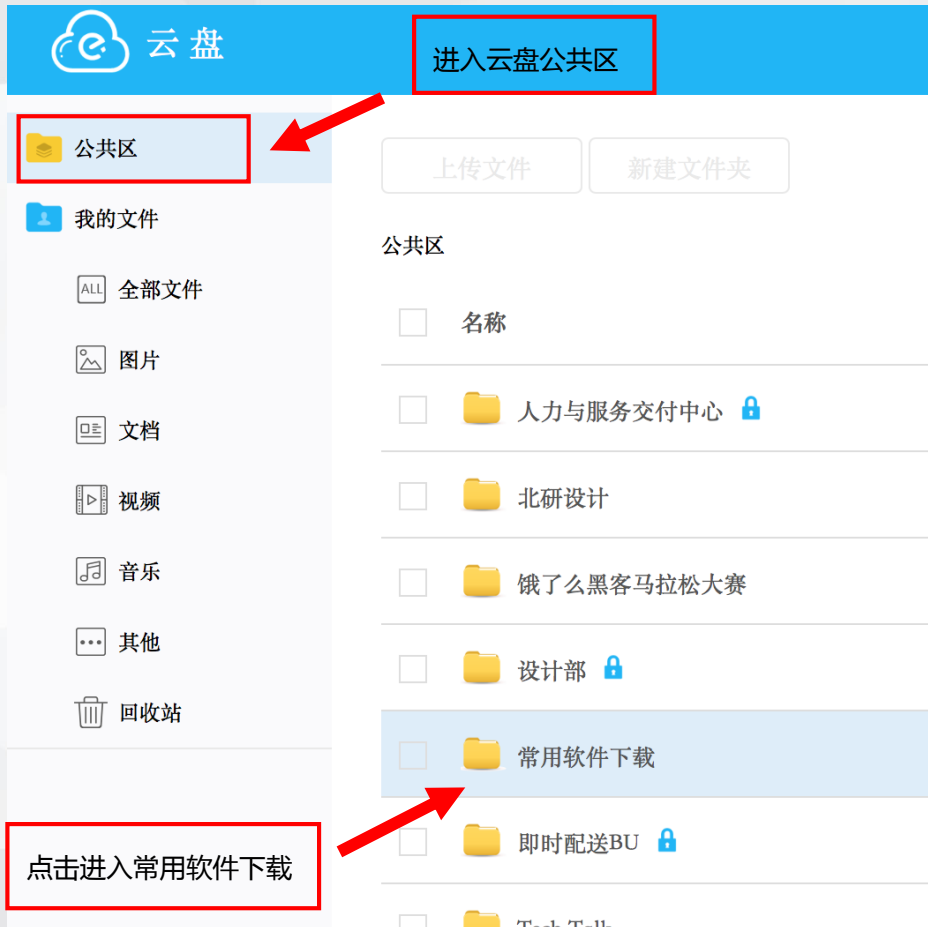 云盘
进入云盘公共区
公共区
上传文件
新建文件夹
我的文件
公共区
ALL 全部文件
名称
图片
人力与服务交付中心
文档
北研设计
视频
音乐
饿了么黑客马拉松大赛
其他
设计部
回收站
常用软件下载
即时配送BU
点击进入常用软件下载